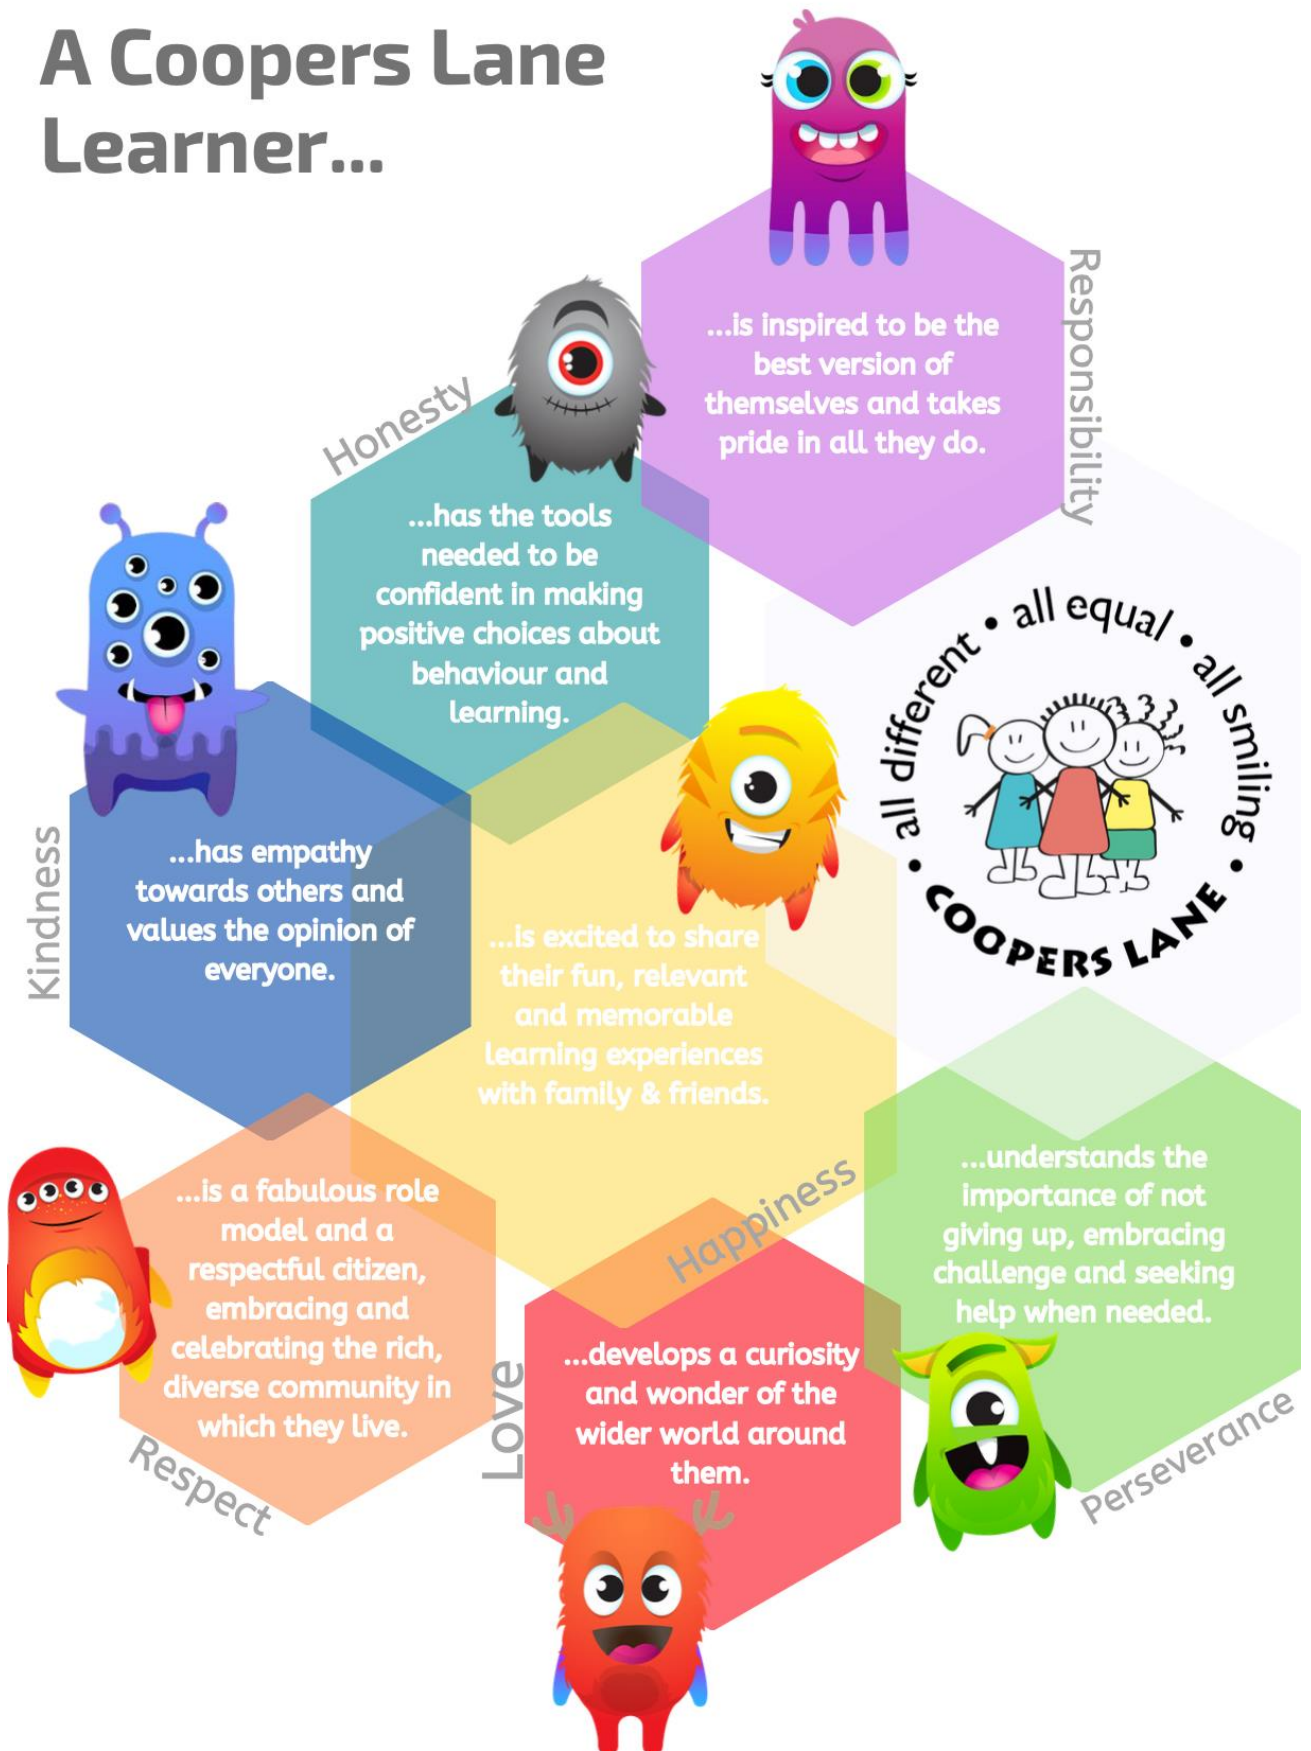 A Coopers Lane
Learner...
Responsibility
...is inspired to be the
best version of
themselves and takes
pride in all they do.
Honesty
...has the tools
needed to be
confident in making
positive choices about
behaviour and
learning.
• all different • all equal • all smiling •
COOPERS LANE
Kindness
...has empathy
towards others and
values the opinion of
everyone.
...is excited to share
their fun, relevant
and memorable
learning experiences
with family & friends.
Happiness
...understands the
importance of not
giving up, embracing
challenge and seeking
help when needed.
Perseverance
...is a fabulous role
model and a
respectful citizen,
embracing and
celebrating the rich,
diverse community in
which they live.
Respect
Love
...develops a curiosity
and wonder of the
wider world around
them.